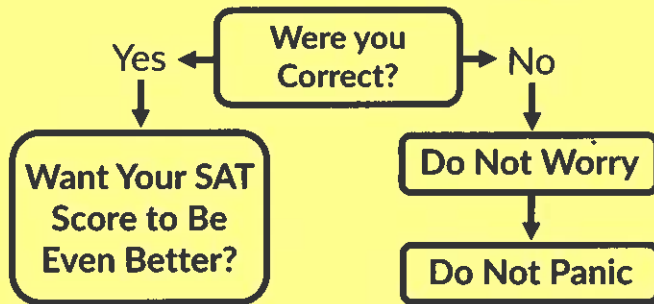 Were you
Correct?
Yes
No
Want Your SAT
Score to Be
Even Better?
Do Not Worry
Do Not Panic